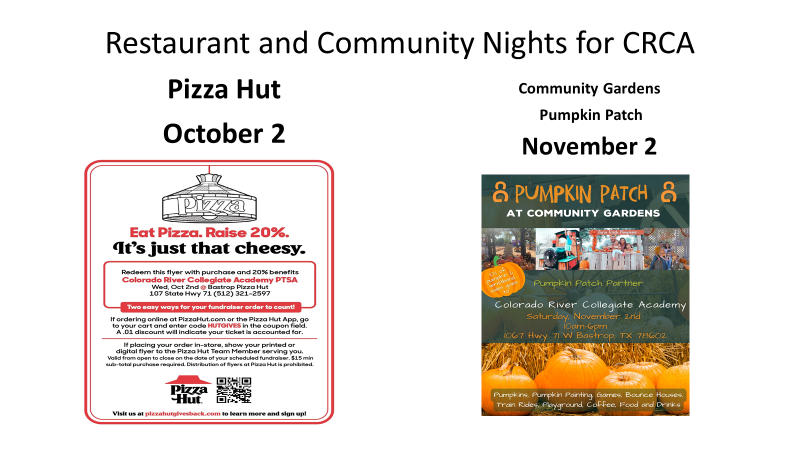 Restaurant and Community Nights for CRCA
Pizza Hut
October 2
Pizza
Eat Pizza. Raise 20%.
It's just that cheesy.
Redeem this flyer with purchase and 20% benefits
Colorado River Collegiate Academy PTSA
Wed, Oct 2nd @ Bastrop Pizza Hut
107 State Hwy 71 (512) 321-2597
Two easy ways for your fundraiser order to count!
If ordering online at PizzaHut.com or the Pizza Hut App, go
to your cart and enter code HUTGIVES in the coupon field.
A .01 discount will indicate your ticket is accounted for.
If placing your order in-store, show your printed or
digital flyer to the Pizza Hut Team Member serving you.
Valid from open to close on the date of your scheduled fundraiser. $15 min
sub-total purchase required. Distribution of flyers at Pizza Hut is prohibited.
Pizza
Hut
Visit us at pizzahutgivesback.com to learn more and sign up!
Community Gardens
Pumpkin Patch
November 2
PUMPKIN PATCH
AT COMMUNITY GARDENS
Pumpkin Patch Partner
Colorado River Collegiate Academy
Saturday, November 2nd
10am-6pm
1067 Hwy. 71 W Bastrop, TX 78602
Pumpkins, Pumpkin Painting, Games, Bounce Houses,
Train Rides, Playground, Coffee, Food and Drinks